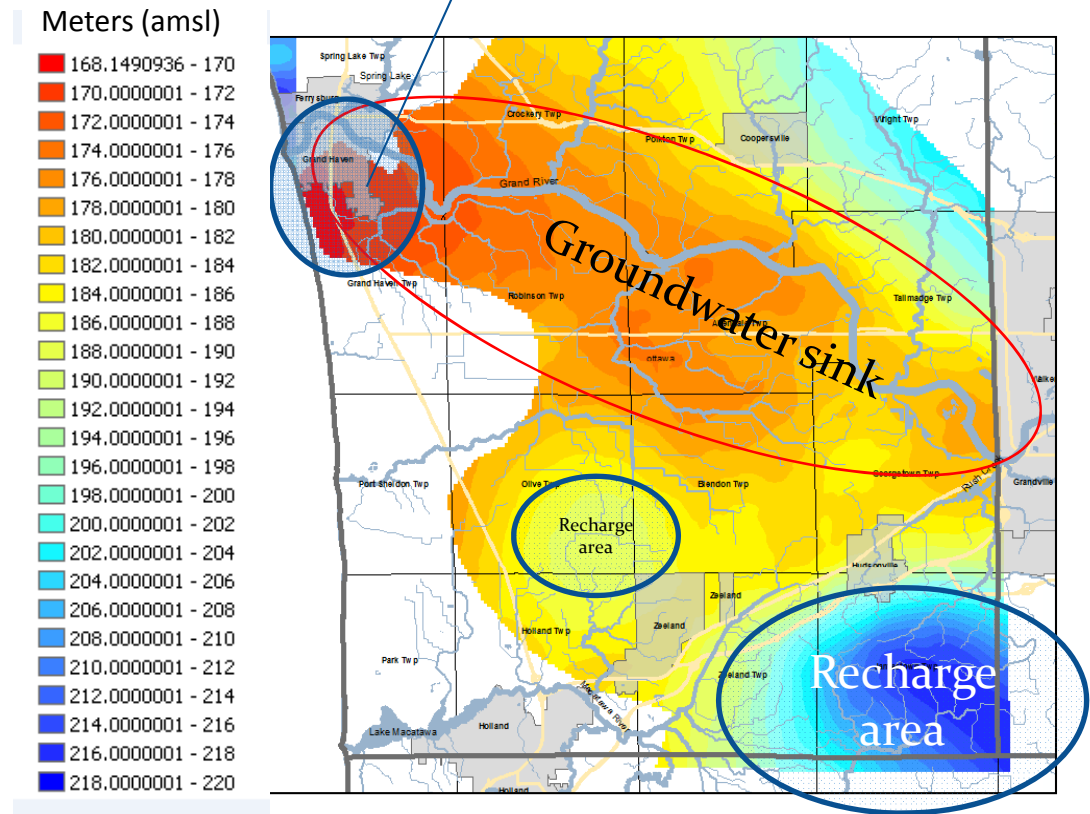 Meters (amsl)
168.1490936 - 170
170.0000001 - 172
172.0000001 - 174
174.0000001 - 176
176.0000001 - 178
178.0000001 - 180
180.0000001 - 182
182.0000001 - 184
184.0000001 - 186
186.0000001 - 188
188.0000001 - 190
190.0000001 - 192
192.0000001 - 194
194.0000001 - 196
196.0000001 - 198
198.0000001 - 200
200.0000001 - 202
202.0000001 - 204
204.0000001 - 206
206.0000001 - 208
208.0000001 - 210
210.0000001 - 212
212.0000001 - 214
214.0000001 - 216
216.0000001 - 218
218.0000001 - 220
Spring Lake Twp
Spring Lake
Ferrysburg
Crockery Twp
Wright Twp
Polkton Twp
Coopersville
Grand Haven
Grand River
Groundwater sink
Grand Haven Twp
Robinson Twp
Tallmadge Twp
ottawa
Port Sheldon Twp
Olive Twp
Blendon Twp
Georgetown Twp
Rush Creek
Grandville
Recharge
area
Hudsonville
Zeeland
Zeeland
Holland Twp
Park Twp
Zeeland Twp
Recharge
area
Macatawa River
Lake Macatawa
Holland
Holland